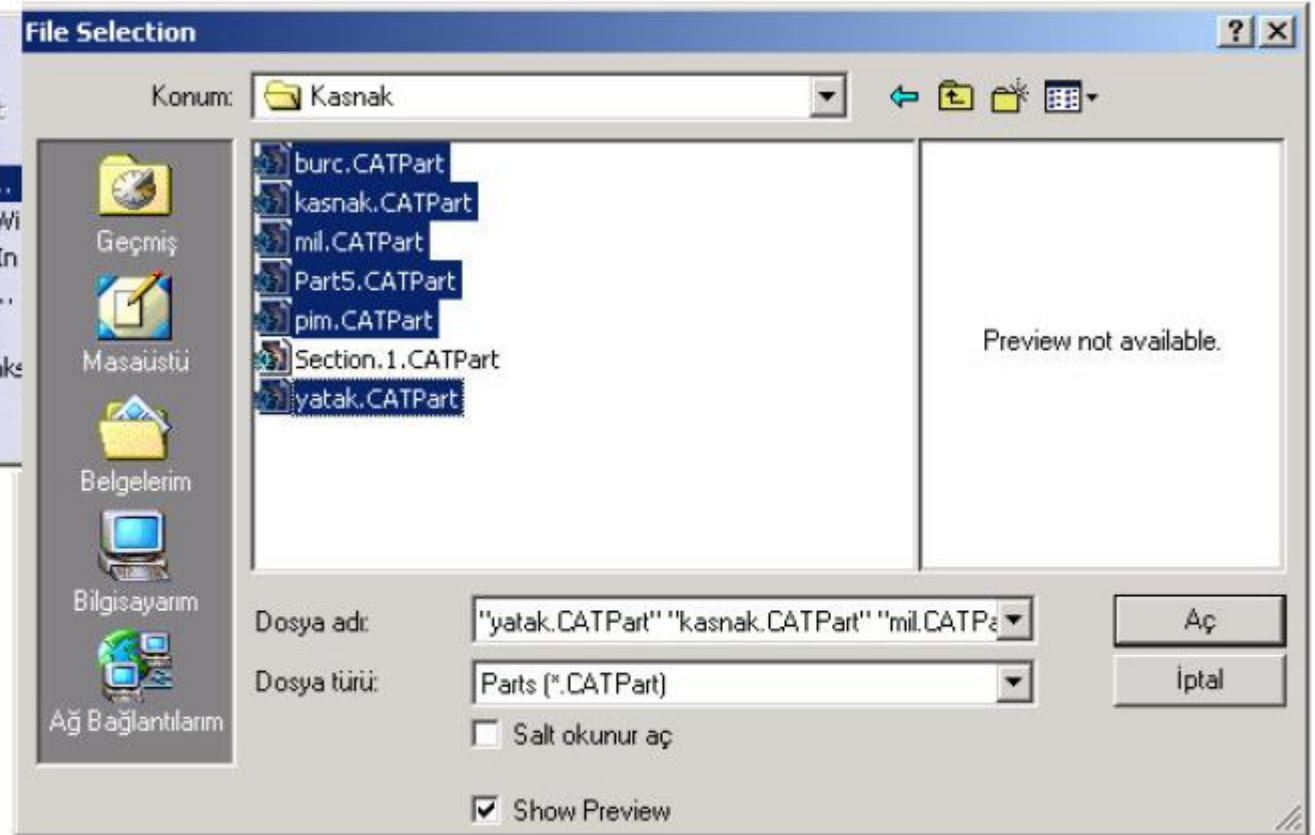 File Selection
Konum: Kasnak
burc.CATPart
kasnak.CATPart
mil.CATPart
Part5.CATPart
pim.CATPart
Section.1.CATPart
yatak.CATPart
Geçmiş
Masaüstü
Belgelerim
Bilgisayarım
Ağ Bağlantılarım
Preview not available.
Dosya adı: "yatak.CATPart" "kasnak.CATPart" "mil.CATPa
Aç
Dosya türü: Parts (*.CATPart)
İptal
Salt okunur aç
Show Preview